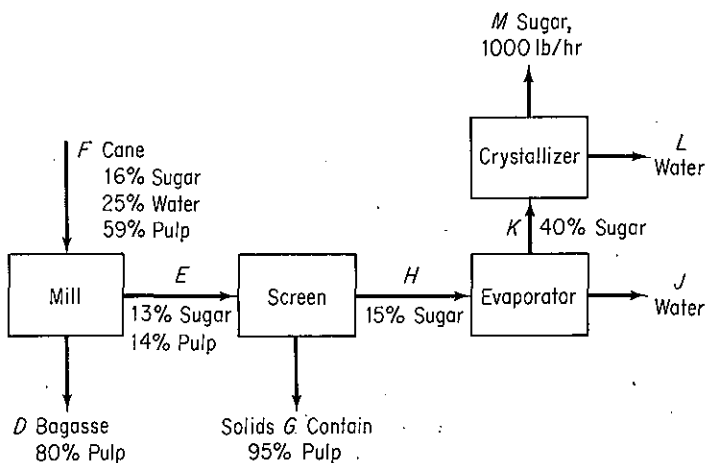 M Sugar,
1000 lb/hr
F Cane
16% Sugar
25% Water
59% Pulp
Crystallizer
L
Water
K 40% Sugar
Mill
E
13% Sugar
14% Pulp
Screen
H
15% Sugar
Evaporator
J
Water
D Bagasse
80% Pulp
Solids G Contain
95% Pulp